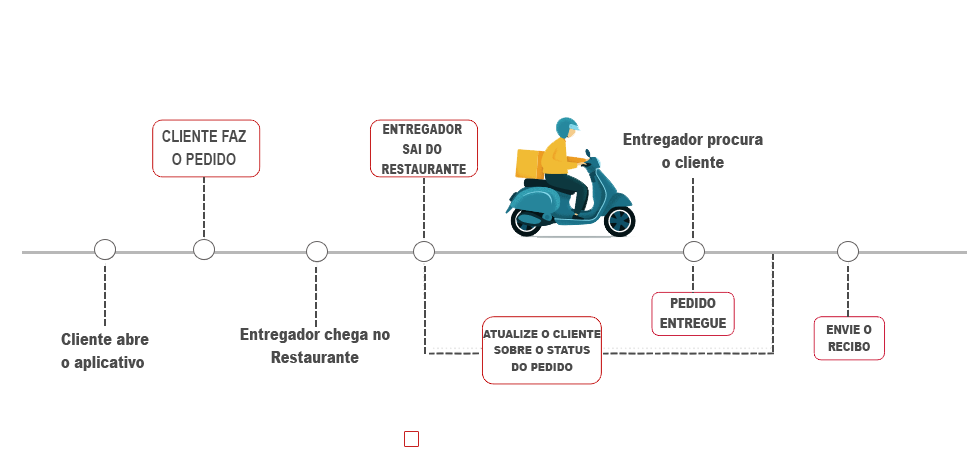 CLIENTE FAZ
O PEDIDO
ENTREGADOR
SAI DO
RESTAURANTE
Entregador procura
o cliente
Cliente abre
o aplicativo
Entregador chega no
Restaurante
ATUALIZE O CLIENTE
SOBRE O STATUS
DO PEDIDO
PEDIDO
ENTREGUE
ENVIE O
RECIBO